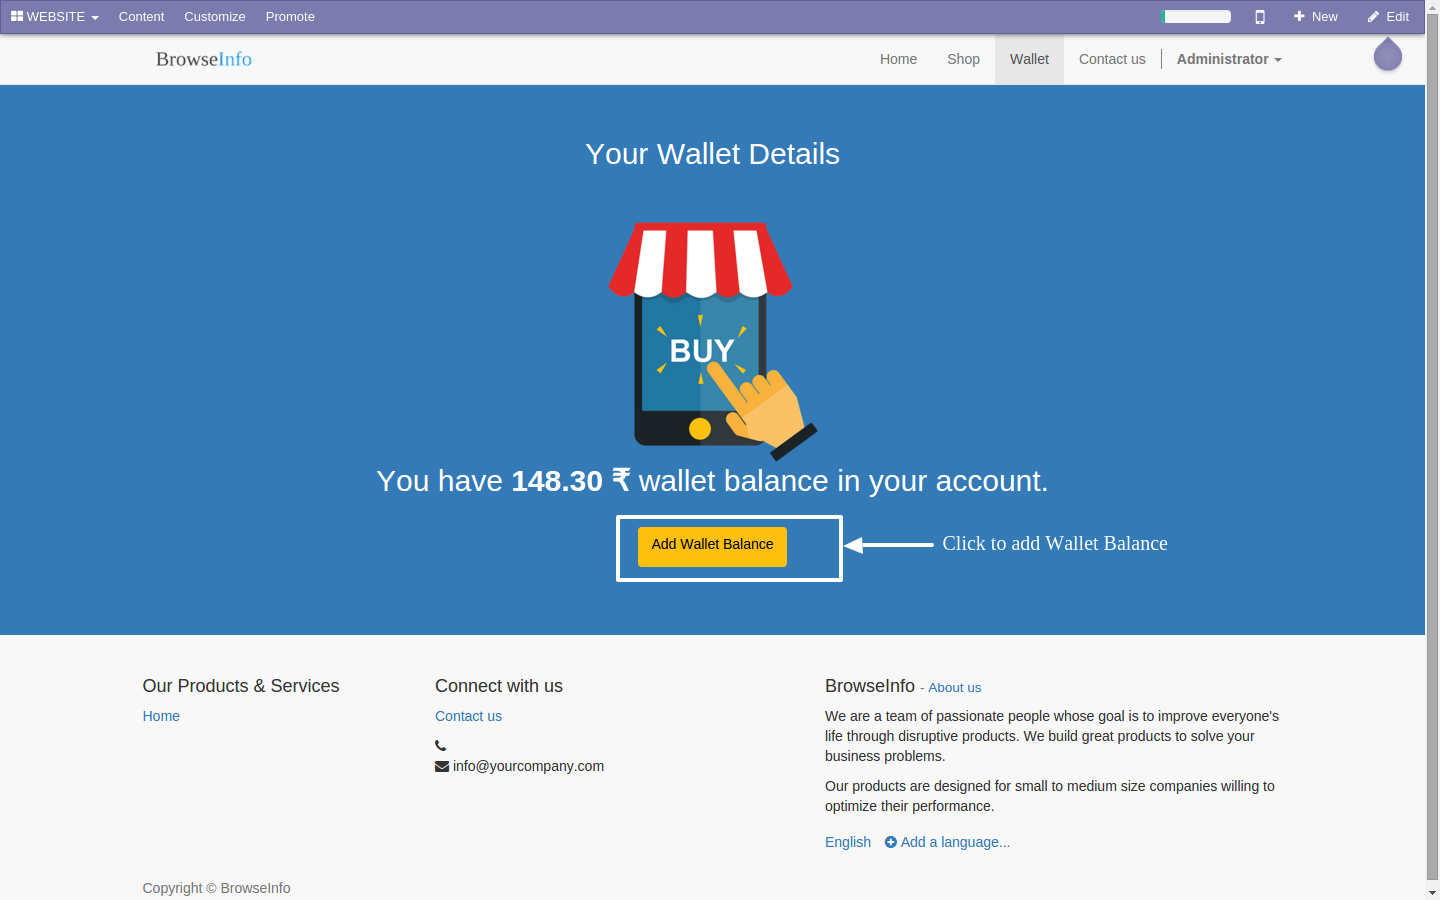 WEBSITE Content Customize Promote New Edit
BrowseInfo Home Shop Wallet Contact us Administrator
Your Wallet Details
BUY
You have 148.30 ₹ wallet balance in your account.
Add Wallet Balance
Click to add Wallet Balance
Our Products & Services
Home
Connect with us
Contact us
info@yourcompany.com
BrowseInfo - About us
We are a team of passionate people whose goal is to improve everyone's
life through disruptive products. We build great products to solve your
business problems.
Our products are designed for small to medium size companies willing to
optimize their performance.
English Add a language...
Copyright © BrowseInfo